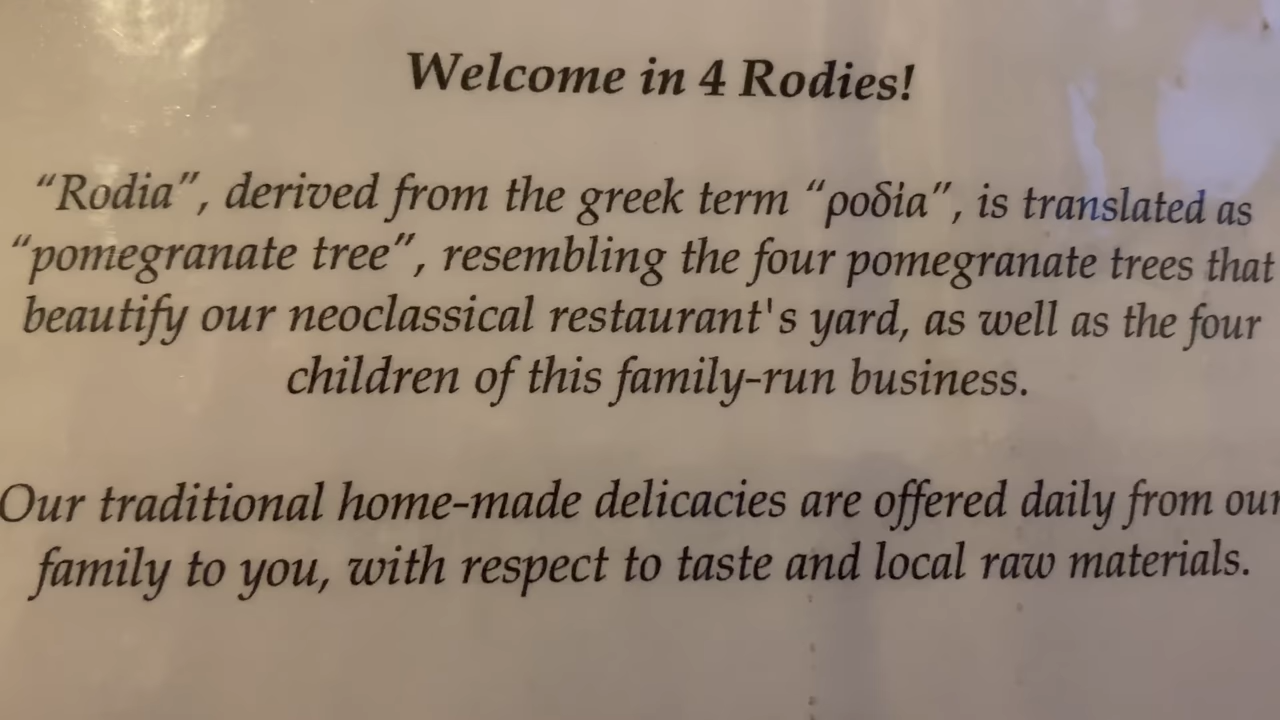 Welcome in 4 Rodies!
“Rodia”, derived from the greek term “ροδία”, is translated as
“pomegranate tree”, resembling the four pomegranate trees that
beautify our neoclassical restaurant's yard, as well as the four
children of this family-run business.
Our traditional home-made delicacies are offered daily from our
family to you, with respect to taste and local raw materials.